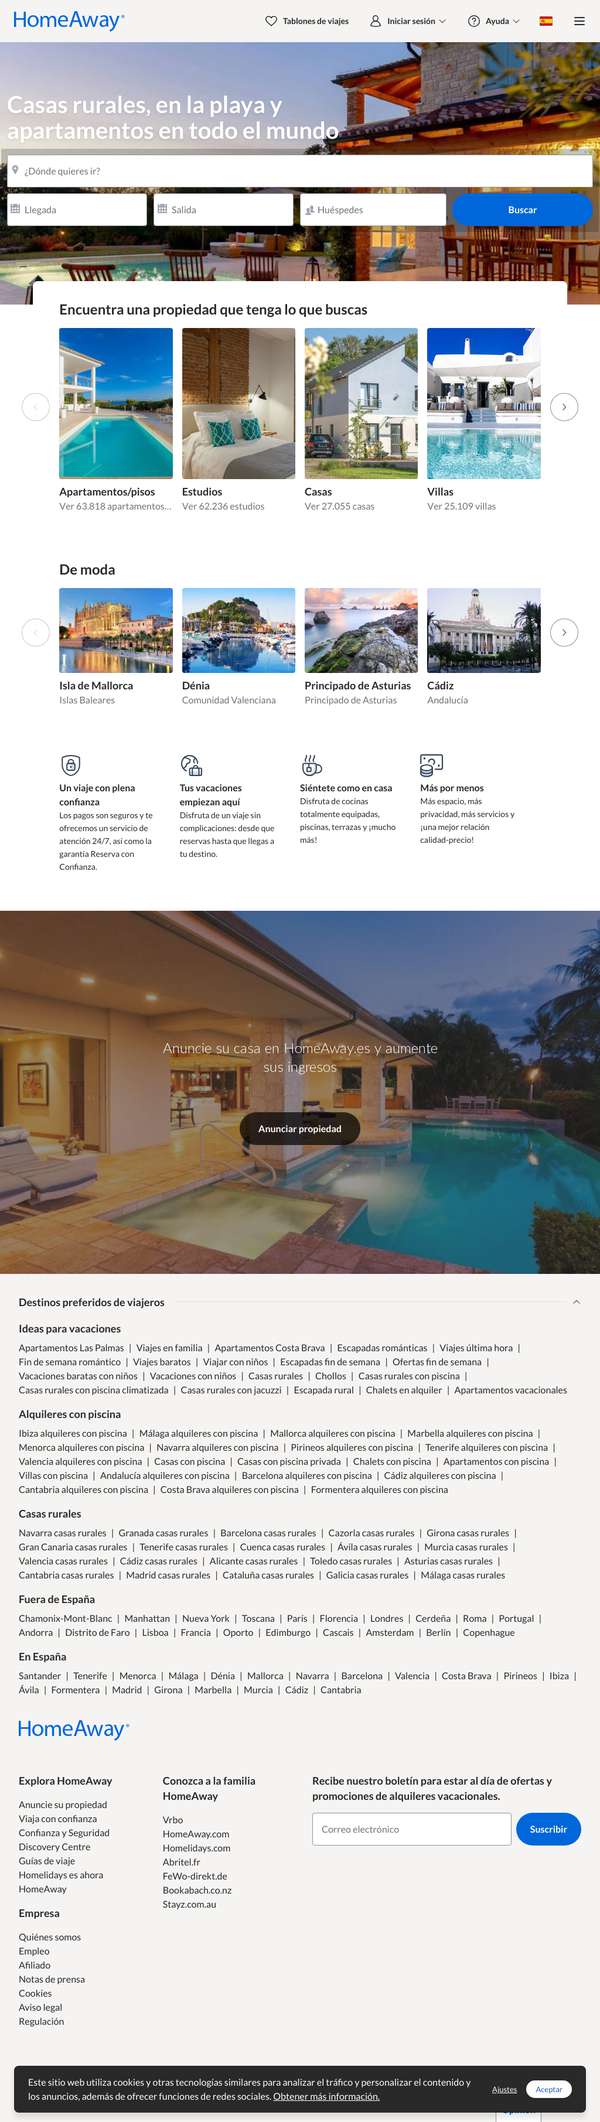 HomeAway®
Tablones de viajes
Iniciar sesión
Ayuda
Casas rurales, en la playa y
apartamentos en todo el mundo
¿Dónde quieres ir?
Llegada
Salida
Huéspedes
Buscar
Encuentra una propiedad que tenga lo que buscas
Apartamentos/pisos
Ver 63.818 apartamentos...
Estudios
Ver 62.236 estudios
Casas
Ver 27.055 casas
Villas
Ver 25.109 villas
De moda
Isla de Mallorca
Islas Baleares
Dénia
Comunidad Valenciana
Principado de Asturias
Principado de Asturias
Cádiz
Andalucía
Un viaje con plena
confianza
Los pagos son seguros y te
ofrecemos un servicio de
atención 24/7, así como la
garantía Reserva con
Confianza.
Tus vacaciones
empiezan aquí
Disfruta de un viaje sin
complicaciones: desde que
reservas hasta que llegas a
tu destino.
Siéntete como en casa
Disfruta de cocinas
totalmente equipadas,
piscinas, terrazas y ¡mucho
más!
Más por menos
Más espacio, más
privacidad, más servicios y
¡una mejor relación
calidad-precio!
Anuncie su casa en HomeAway.es y aumente
sus ingresos
Anunciar propiedad
Destinos preferidos de viajeros
Ideas para vacaciones
Apartamentos Las Palmas | Viajes en familia | Apartamentos Costa Brava | Escapadas románticas | Viajes última hora |
Fin de semana romántico | Viajes baratos | Viajar con niños | Escapadas fin de semana | Ofertas fin de semana |
Vacaciones baratas con niños | Vacaciones con niños | Casas rurales | Chollos | Casas rurales con piscina |
Casas rurales con piscina climatizada | Casas rurales con jacuzzi | Escapada rural | Chalets en alquiler | Apartamentos vacacionales
Alquileres con piscina
Ibiza alquileres con piscina | Málaga alquileres con piscina | Mallorca alquileres con piscina | Marbella alquileres con piscina |
Menorca alquileres con piscina | Navarra alquileres con piscina | Pirineos alquileres con piscina | Tenerife alquileres con piscina |
Valencia alquileres con piscina | Casas con piscina | Casas con piscina privada | Chalets con piscina | Apartamentos con piscina |
Villas con piscina | Andalucía alquileres con piscina | Barcelona alquileres con piscina | Cádiz alquileres con piscina |
Cantabria alquileres con piscina | Costa Brava alquileres con piscina | Formentera alquileres con piscina
Casas rurales
Navarra casas rurales | Granada casas rurales | Barcelona casas rurales | Cazorla casas rurales | Girona casas rurales |
Gran Canaria casas rurales | Tenerife casas rurales | Cuenca casas rurales | Ávila casas rurales | Murcia casas rurales |
Valencia casas rurales | Cádiz casas rurales | Alicante casas rurales | Toledo casas rurales | Asturias casas rurales |
Cantabria casas rurales | Madrid casas rurales | Cataluña casas rurales | Galicia casas rurales | Málaga casas rurales
Fuera de España
Chamonix-Mont-Blanc | Manhattan | Nueva York | Toscana | París | Florencia | Londres | Cerdeña | Roma | Portugal |
Andorra | Distrito de Faro | Lisboa | Francia | Oporto | Edimburgo | Cascais | Amsterdam | Berlín | Copenhague
En España
Santander | Tenerife | Menorca | Málaga | Dénia | Mallorca | Navarra | Barcelona | Valencia | Costa Brava | Pirineos | Ibiza |
Ávila | Formentera | Madrid | Girona | Marbella | Murcia | Cádiz | Cantabria
HomeAway®
Explora HomeAway
Anuncie su propiedad
Viaja con confianza
Confianza y Seguridad
Discovery Centre
Guías de viaje
Homelidays es ahora
HomeAway
Empresa
Quiénes somos
Empleo
Afiliado
Notas de prensa
Cookies
Aviso legal
Regulación
Conozca a la familia
HomeAway
Vrbo
HomeAway.com
Homelidays.com
Abritel.fr
FeWo-direkt.de
Bookabach.co.nz
Stayz.com.au
Recibe nuestro boletín para estar al día de ofertas y
promociones de alquileres vacacionales.
Correo electrónico
Suscribir
Este sitio web utiliza cookies y otras tecnologías similares para analizar el tráfico y personalizar el contenido y
los anuncios, además de ofrecer funciones de redes sociales. Obtener más información.
Ajustes
Aceptar